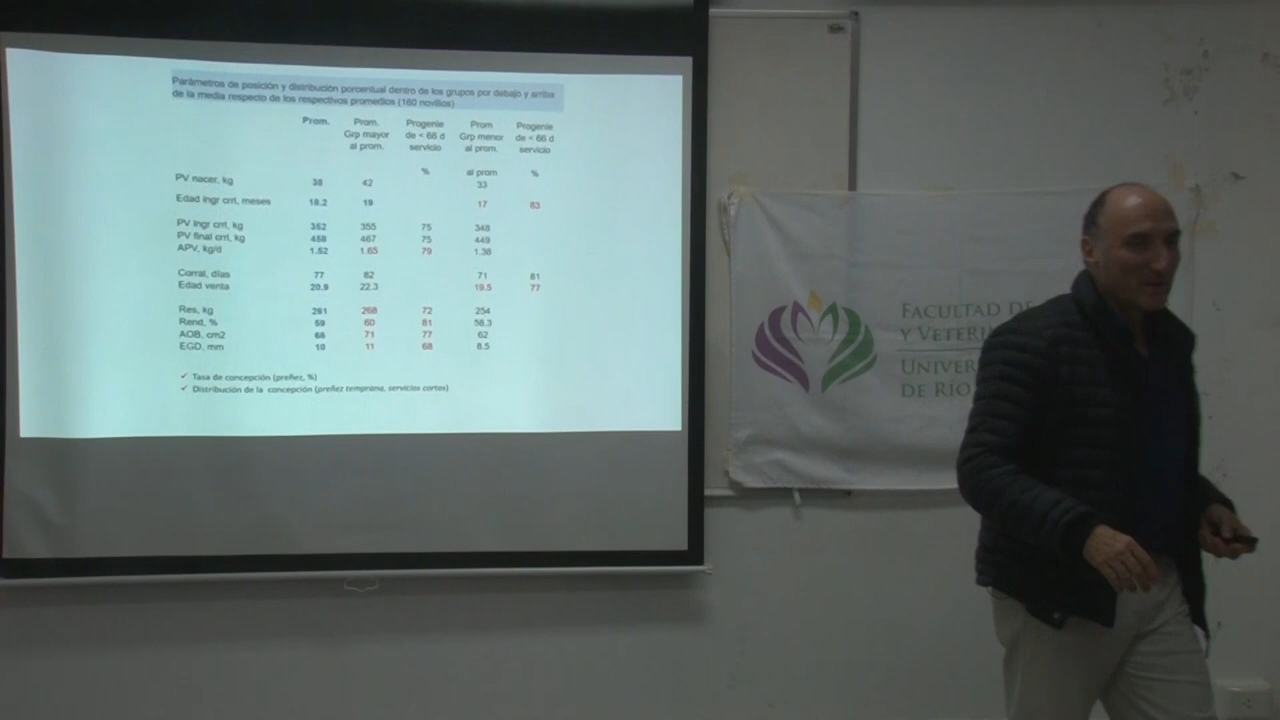 Parámetros de posición y distribución porcentual dentro de los grupos por debajo y arriba
de la media respecto de los respectivos promedios (160 novillos)
Prom. Prom. Progenie Prom Progenie
Grp mayor de < 66 d Grp menor de < 66 d
al prom. servicio al prom. servicio
% al prom %
PV nacer, kg 38 42 33
Edad ingr crrl, meses 18.2 19 17 83
PV ingr crrl, kg 352 355 75 348
PV final crrl, kg 458 467 75 449
APV, kg/d 1.52 1.65 79 1.38
Corral, días 77 82 71 81
Edad venta 20.9 22.3 19.5 77
Res, kg 261 268 72 254
Rend, % 59 60 81 58.3
AOB, cm2 66 71 77 62
EGD, mm 10 11 68 8.5
✓ Tasa de concepción (preñez, %)
✓ Distribución de la concepción (preñez temprana, servicios cortos)
FACULTAD DE
Y VETERI
UNIVER
DE RÍO